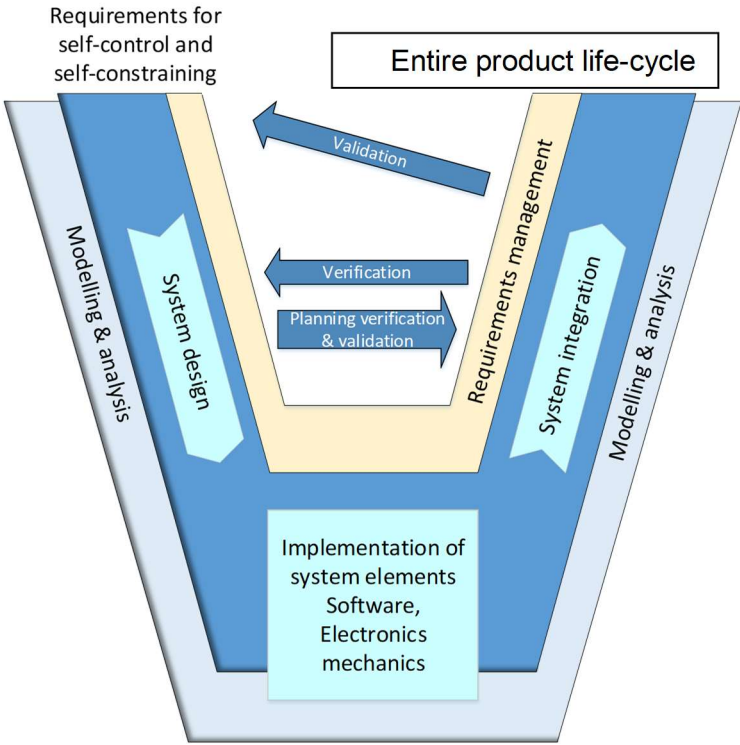 Requirements for
self-control and
self-constraining
Entire product life-cycle
Validation
Verification
Planning verification
& validation
Requirements management
Modelling & analysis
System design
System integration
Modelling & analysis
Implementation of
system elements
Software,
Electronics
mechanics